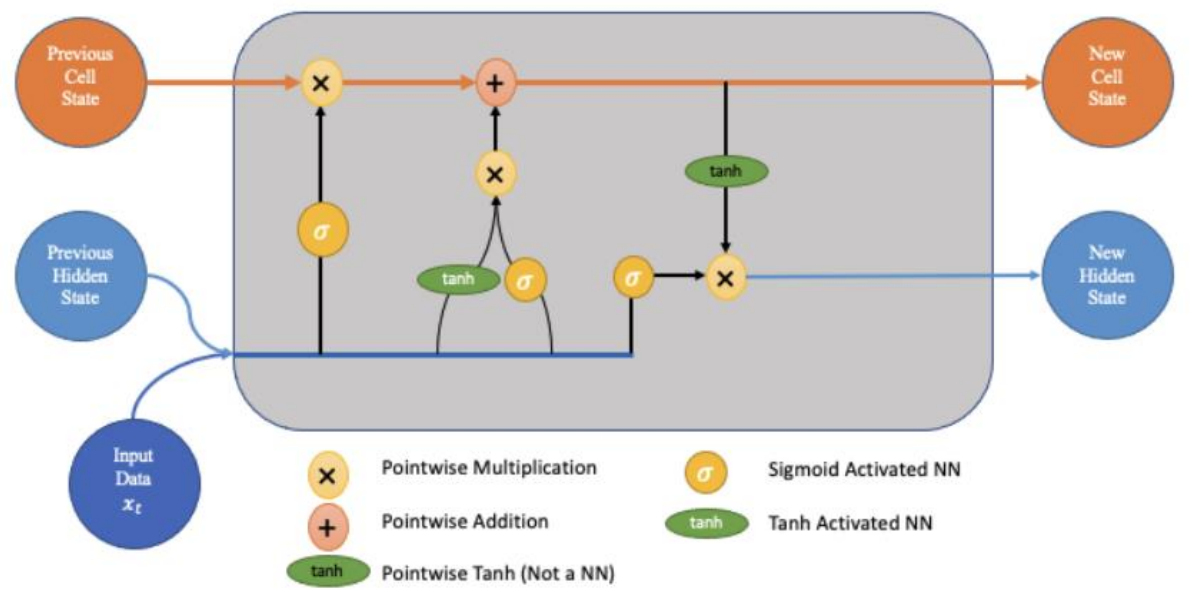 Previous
Cell
State
×
+
New
Cell
State
×
tanh
σ
Previous
Hidden
State
tanh
σ
σ
×
New
Hidden
State
Input
Data
x_t
×
Pointwise Multiplication
σ
Sigmoid Activated NN
+
Pointwise Addition
tanh
Tanh Activated NN
tanh
Pointwise Tanh (Not a NN)